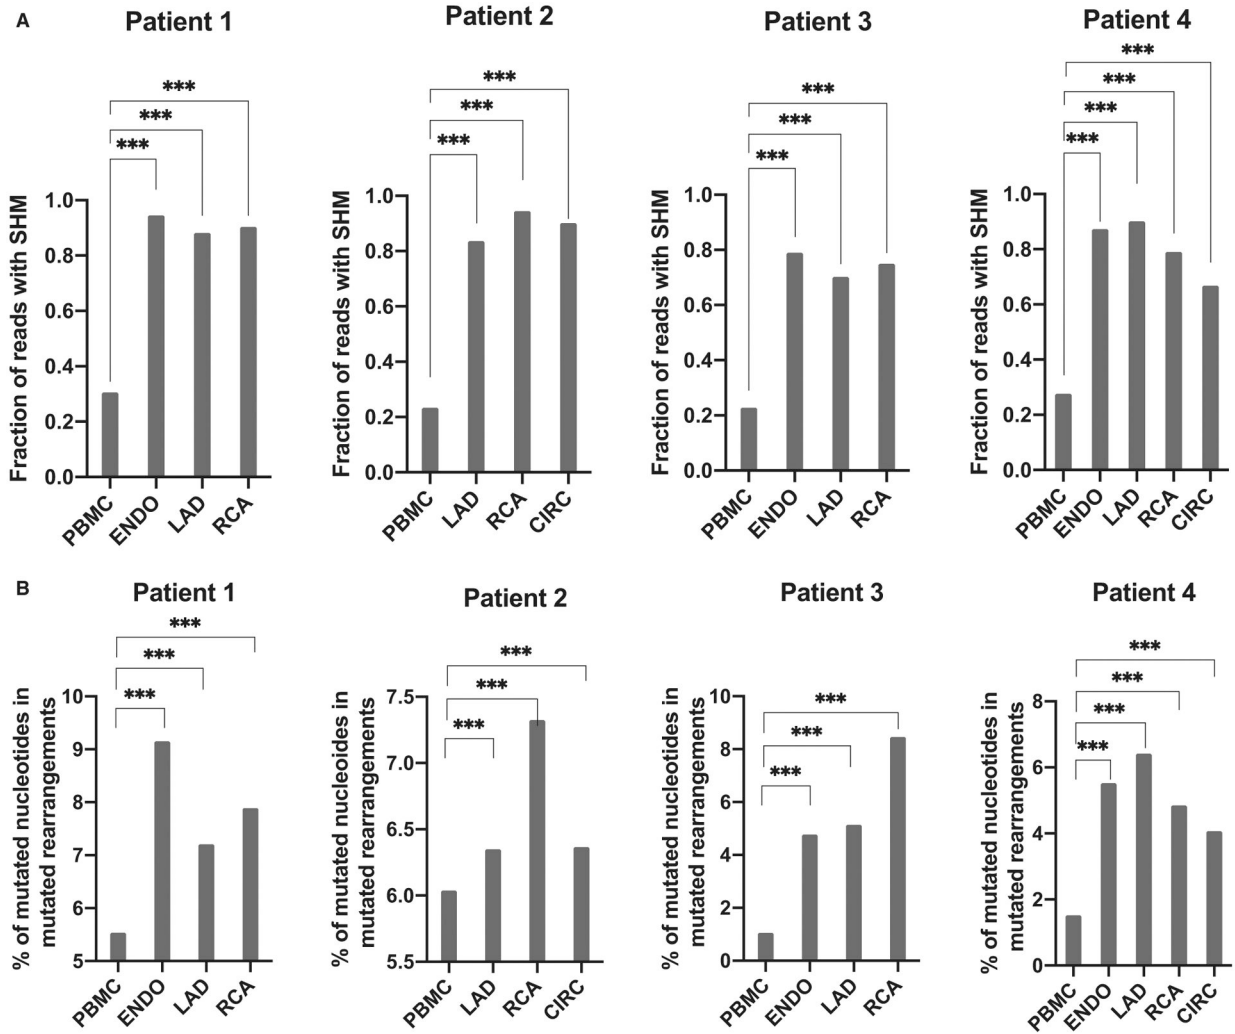 A
Patient 1
Patient 2
Patient 3
Patient 4
***
***
***
Fraction of reads with SHM
1.0
0.8
0.6
0.4
0.2
0.0
PBMC
ENDO
LAD
RCA
***
***
***
Fraction of reads with SHM
1.0
0.8
0.6
0.4
0.2
0.0
PBMC
LAD
RCA
CIRC
***
***
***
Fraction of reads with SHM
1.0
0.8
0.6
0.4
0.2
0.0
PBMC
ENDO
LAD
RCA
***
***
***
***
Fraction of reads with SHM
1.0
0.8
0.6
0.4
0.2
0.0
PBMC
ENDO
LAD
RCA
CIRC
B
Patient 1
Patient 2
Patient 3
Patient 4
***
***
***
% of mutated nucleotides in
mutated rearrangements
10
9
8
7
6
5
PBMC
ENDO
LAD
RCA
***
***
***
% of mutated nucleoides in
mutated rearrangements
7.5
7.0
6.5
6.0
5.5
PBMC
LAD
RCA
CIRC
***
***
***
% of mutated nucleotides in
mutated rearrangements
10
8
6
4
2
0
PBMC
ENDO
LAD
RCA
***
***
***
***
% of mutated nucleotides in
mutated rearrangements
8
6
4
2
0
PBMC
ENDO
LAD
RCA
CIRC